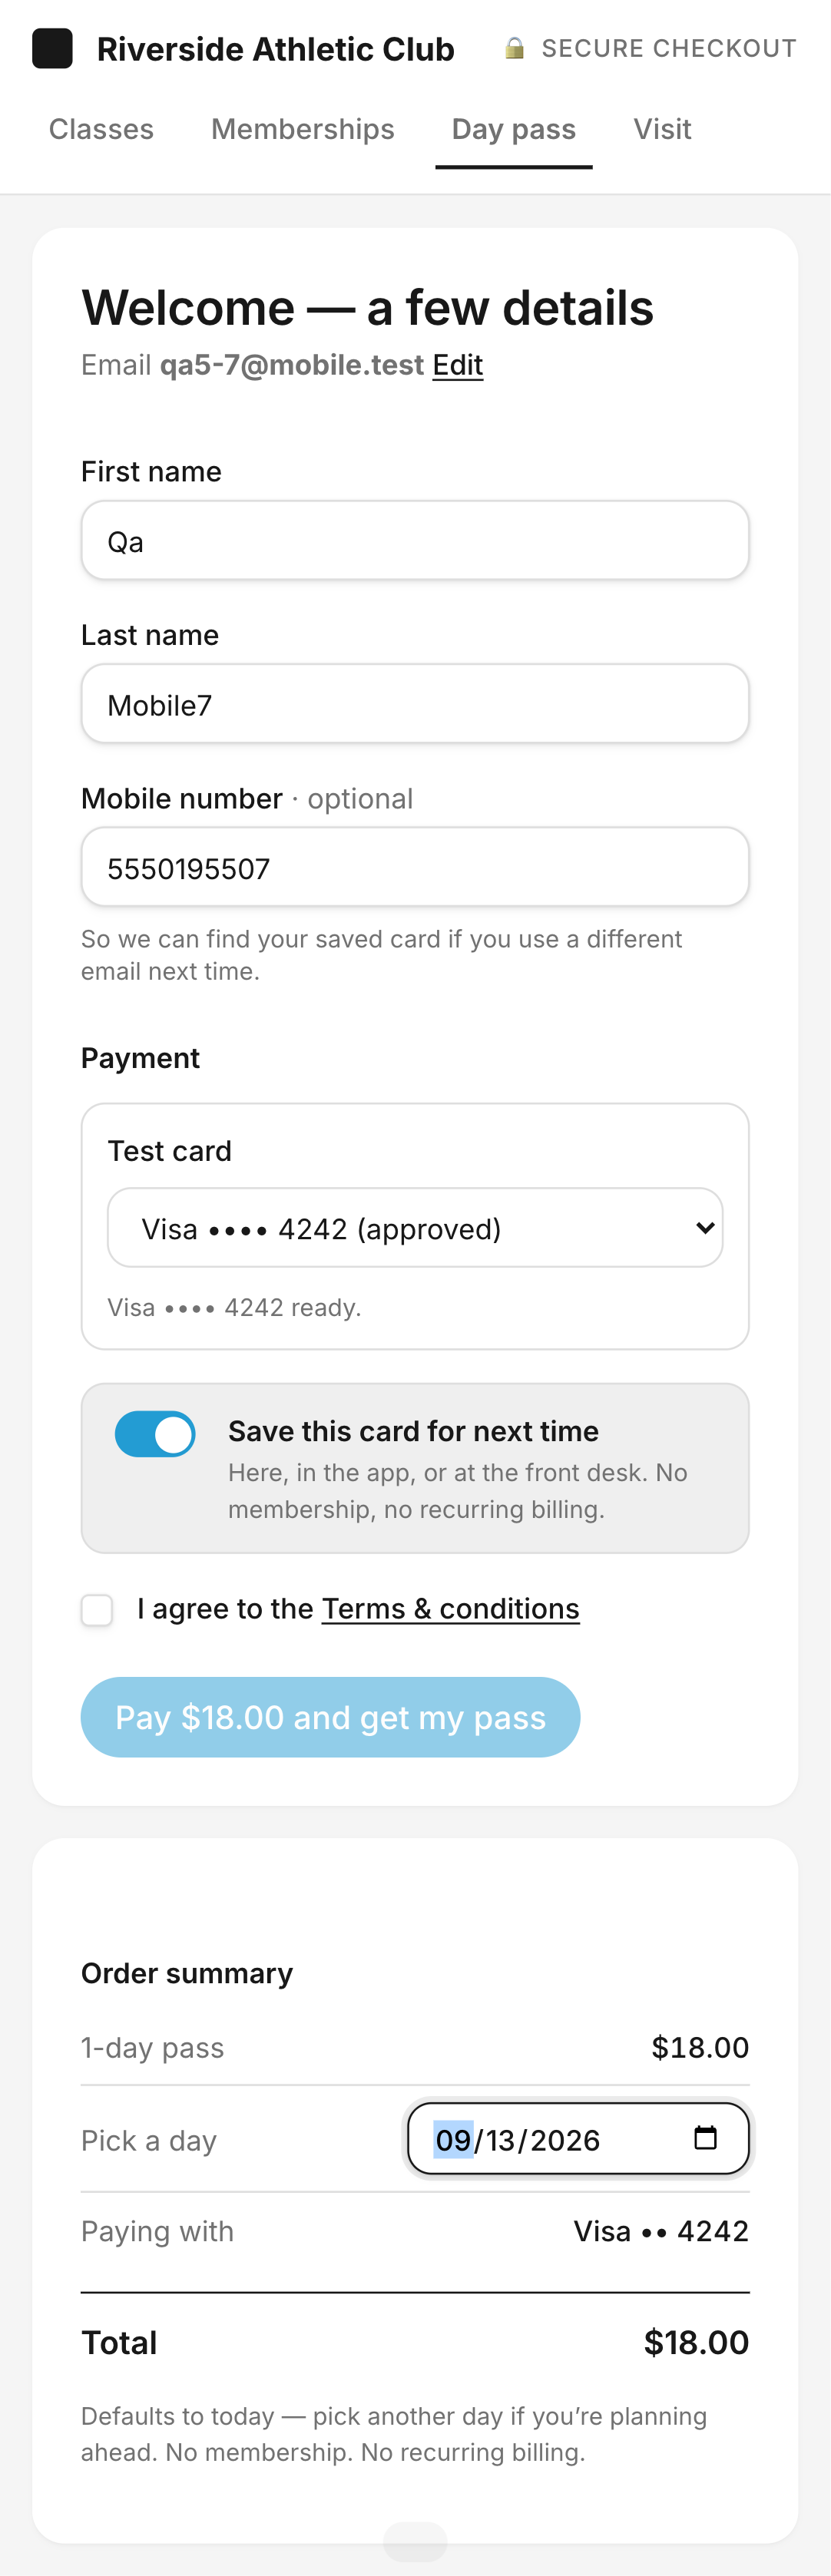 Riverside Athletic Club
🔒 SECURE CHECKOUT
Classes Memberships Day pass Visit
Welcome — a few details
Email qa5-7@mobile.test Edit
First name
Qa
Last name
Mobile7
Mobile number · optional
5550195507
So we can find your saved card if you use a different
email next time.
Payment
Test card
Visa •••• 4242 (approved)
Visa •••• 4242 ready.
Save this card for next time
Here, in the app, or at the front desk. No
membership, no recurring billing.
I agree to the Terms & conditions
Pay $18.00 and get my pass
Order summary
1-day pass $18.00
Pick a day 09/13/2026
Paying with Visa •• 4242
Total $18.00
Defaults to today — pick another day if you’re planning
ahead. No membership. No recurring billing.